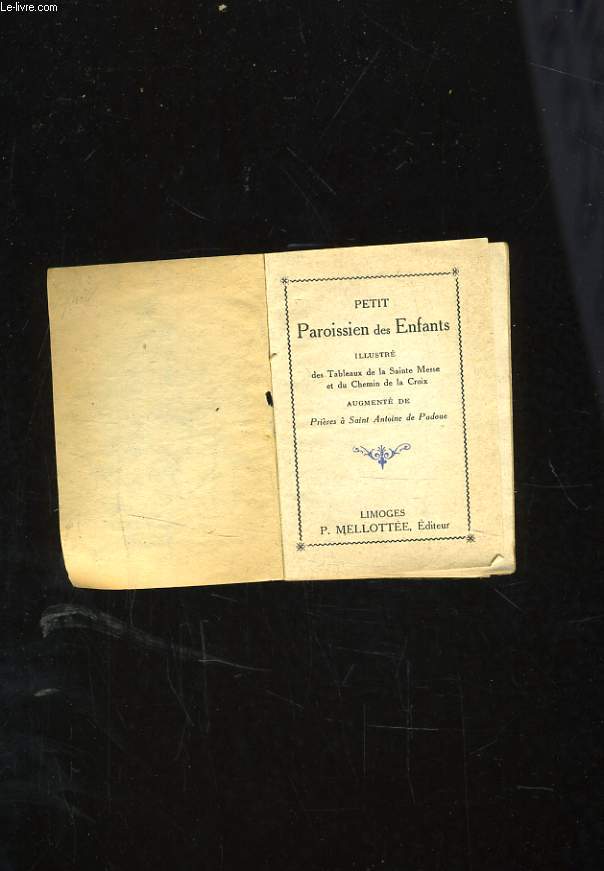 Le-livre.com
PETIT
Paroissien des Enfants
ILLUSTRÉ
des Tableaux de la Sainte Messe
et du Chemin de la Croix
AUGMENTÉ DE
Prières à Saint Antoine de Padoue
LIMOGES
P. MELLOTTÉE, Éditeur